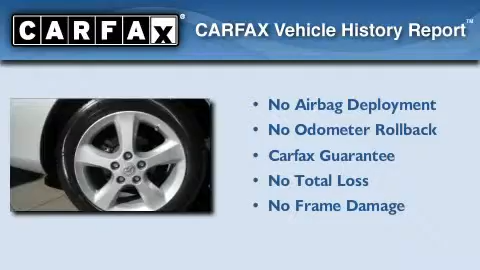 CARFAX® CARFAX Vehicle History Report™
• No Airbag Deployment
• No Odometer Rollback
• Carfax Guarantee
• No Total Loss
• No Frame Damage